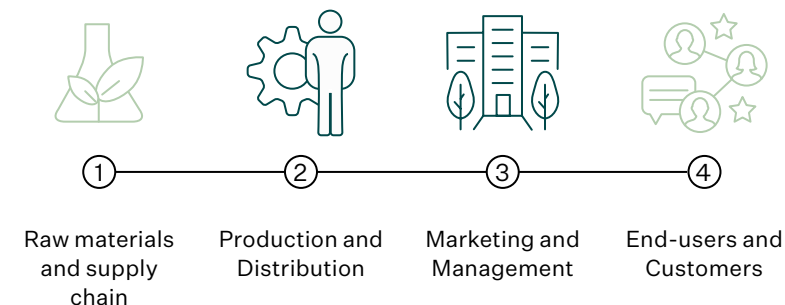 1
2
3
4
Raw materials
and supply
chain
Production and
Distribution
Marketing and
Management
End-users and
Customers